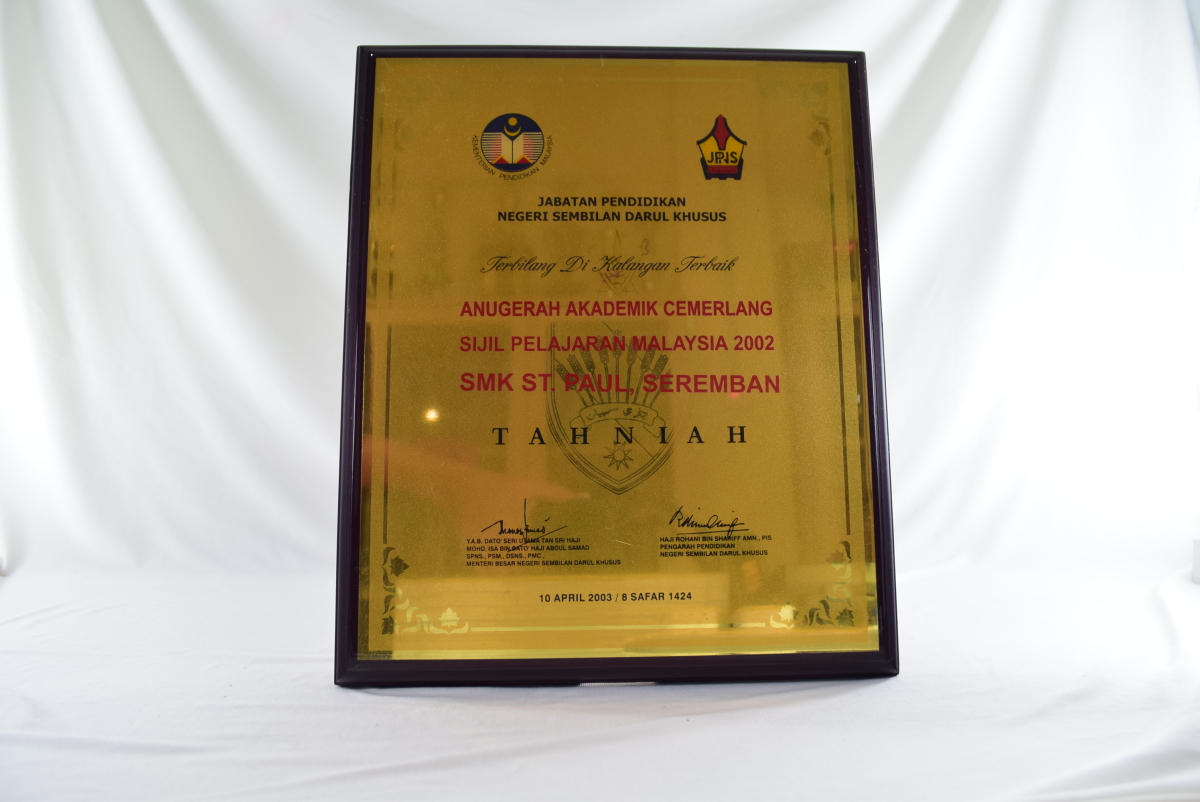 KEMENTERIAN PENDIDIKAN MALAYSIA
JPNS
JABATAN PENDIDIKAN
NEGERI SEMBILAN DARUL KHUSUS
Terbilang Di Kalangan Terbaik
ANUGERAH AKADEMIK CEMERLANG
SIJIL PELAJARAN MALAYSIA 2002
SMK ST. PAUL, SEREMBAN
TAHNIAH
Y.A.B. DATO' SERI UTAMA TAN SRI HAJI
MOHD. ISA BIN DATO' HAJI ABDUL SAMAD
SPNS., PSM., DSNS., PMC.,
MENTERI BESAR NEGERI SEMBILAN DARUL KHUSUS
HAJI ROHANI BIN SHARIFF AMN., PIS
PENGARAH PENDIDIKAN
NEGERI SEMBILAN DARUL KHUSUS
10 APRIL 2003 / 8 SAFAR 1424